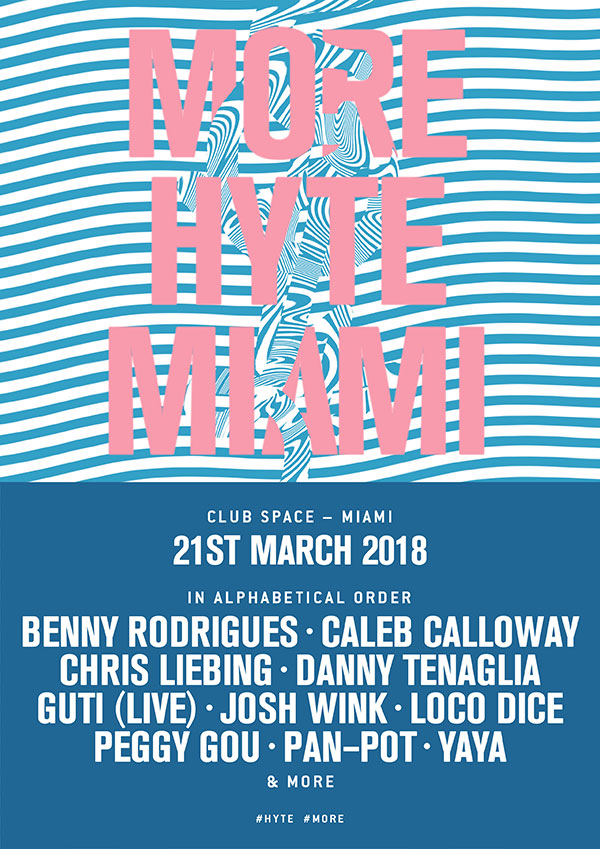 MORE
HYTE
MIAMI
CLUB SPACE – MIAMI
21ST MARCH 2018
IN ALPHABETICAL ORDER
BENNY RODRIGUES · CALEB CALLOWAY
CHRIS LIEBING · DANNY TENAGLIA
GUTI (LIVE) · JOSH WINK · LOCO DICE
PEGGY GOU · PAN-POT · YAYA
& MORE
#HYTE #MORE